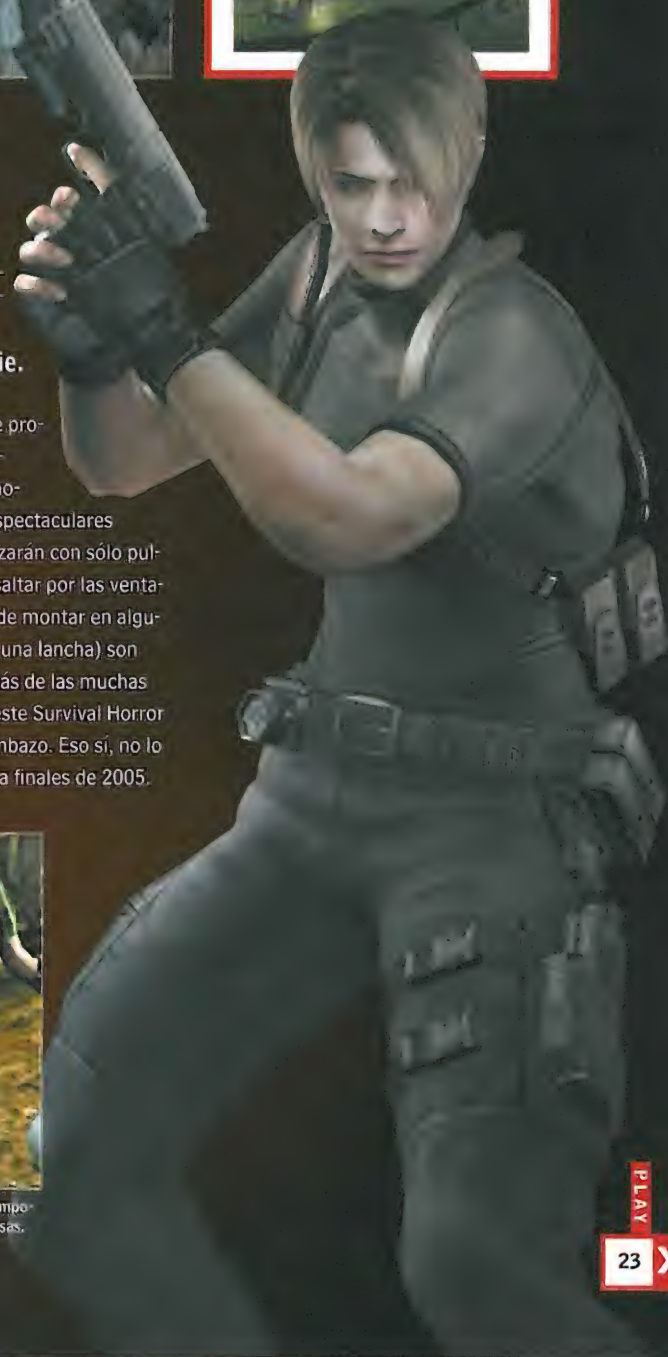 ie.
e pro-
-
no-
spectaculares
zarán con sólo pul-
saltar por las venta-
de montar en algu-
una lancha) son
ás de las muchas
este Survival Horror
mbazo. Eso sí, no lo
a finales de 2005.
mpo-
sas.
PLAY
23